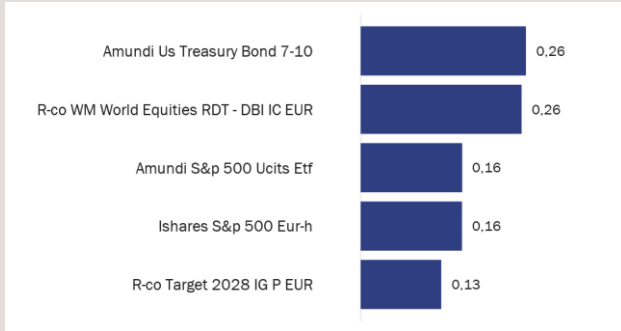 Amundi Us Treasury Bond 7-10 0,26
R-co WM World Equities RDT - DBI IC EUR 0,26
Amundi S&p 500 Ucits Etf 0,16
Ishares S&p 500 Eur-h 0,16
R-co Target 2028 IG P EUR 0,13